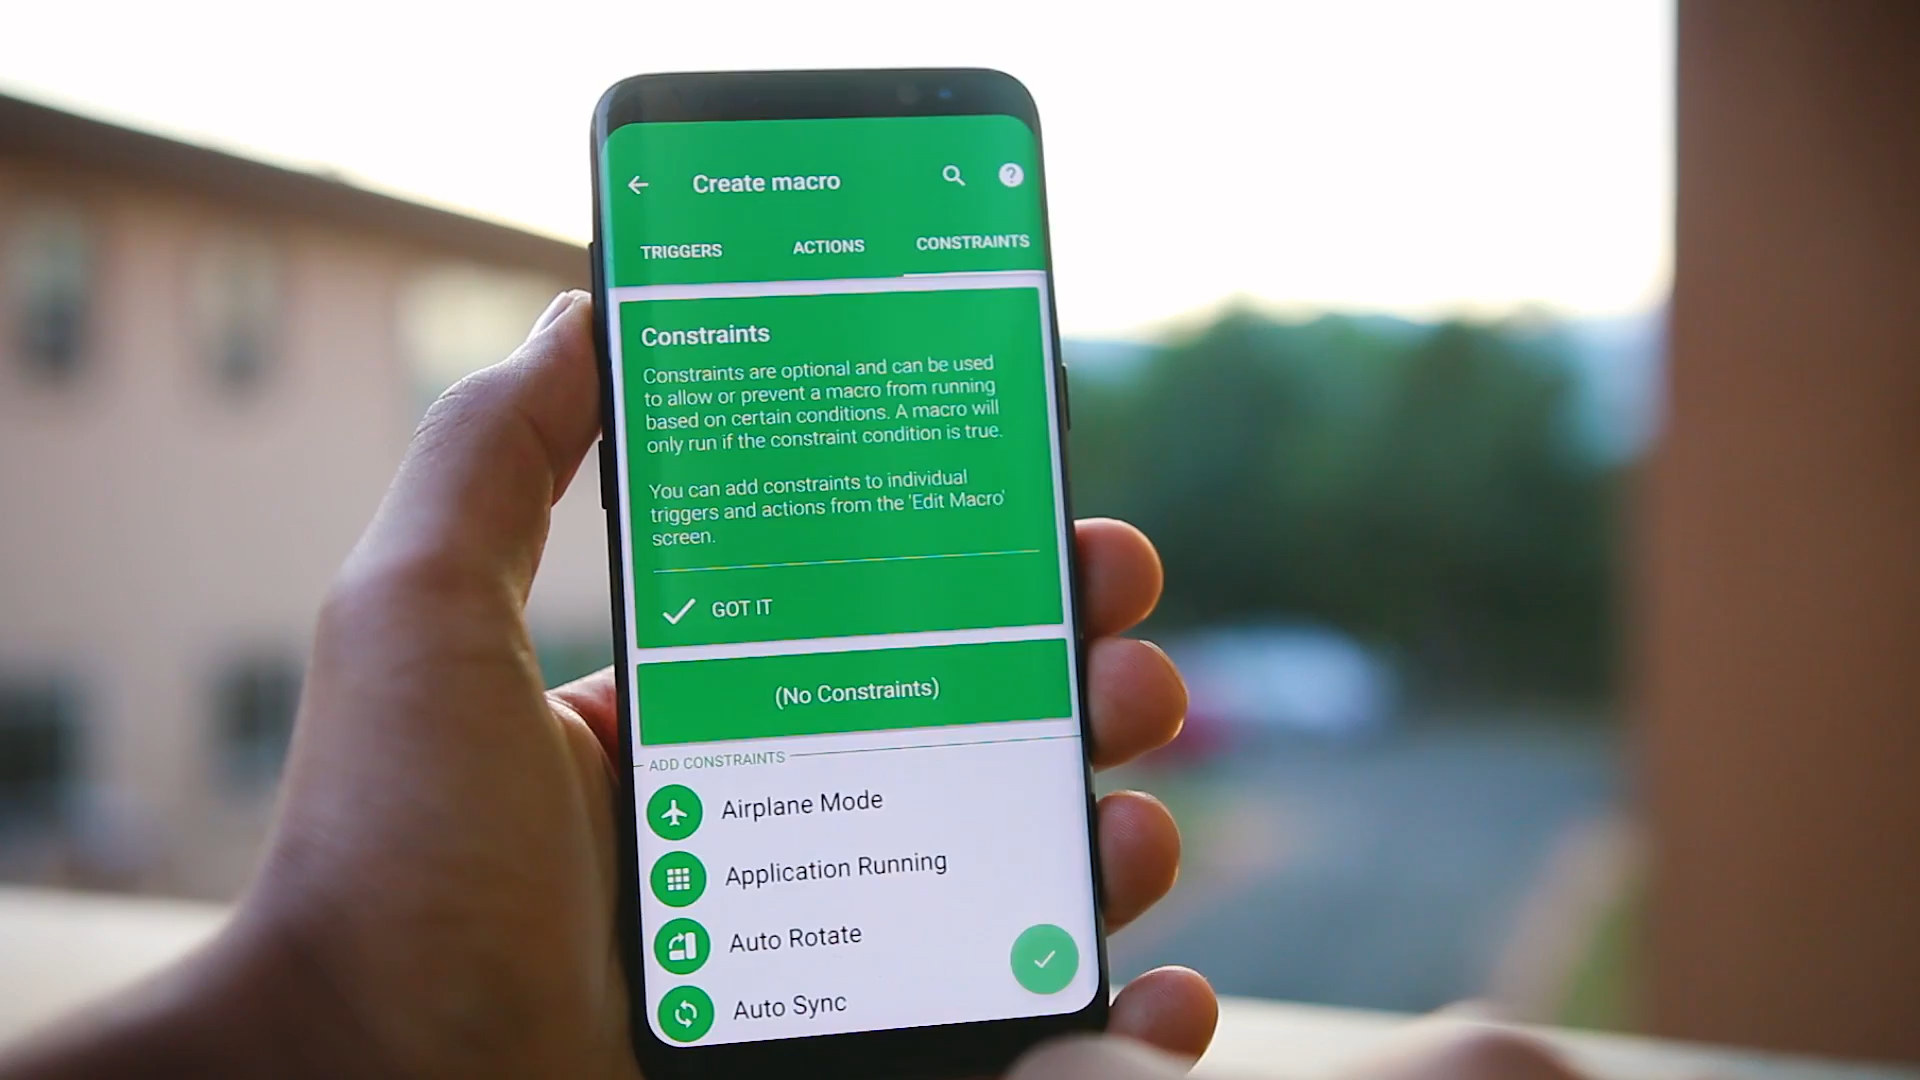 Create macro
TRIGGERS
ACTIONS
CONSTRAINTS
Constraints
Constraints are optional and can be used
to allow or prevent a macro from running
based on certain conditions. A macro will
only run if the constraint condition is true.
You can add constraints to individual
triggers and actions from the 'Edit Macro'
screen.
GOT IT
(No Constraints)
ADD CONSTRAINTS
Airplane Mode
Application Running
Auto Rotate
Auto Sync